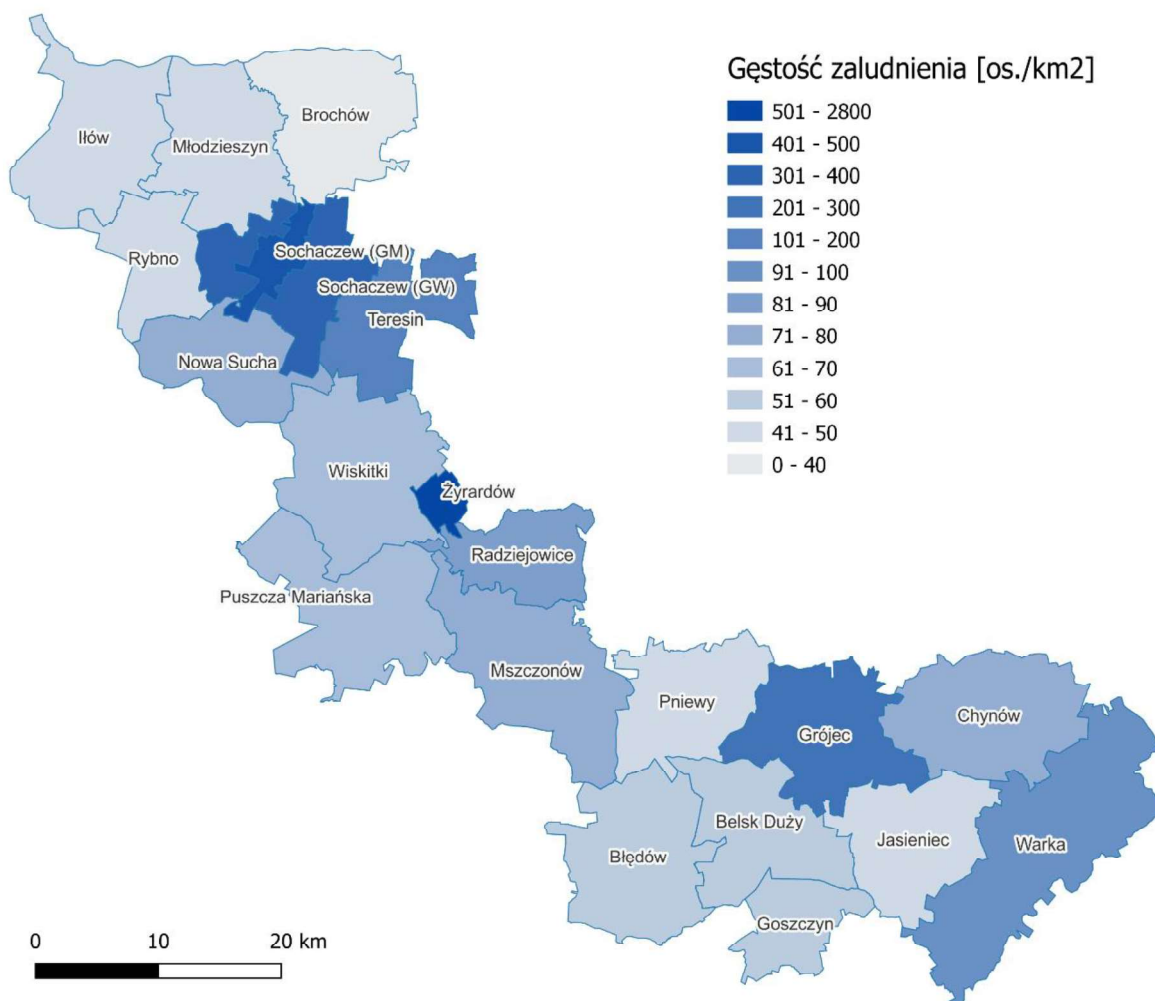 Gęstość zaludnienia [os./km2]
501 - 2800
401 - 500
301 - 400
201 - 300
101 - 200
91 - 100
81 - 90
71 - 80
61 - 70
51 - 60
41 - 50
0 - 40
Brochów
Iłów
Młodzieszyn
Rybno
Sochaczew (GM)
Sochaczew (GW)
Teresin
Nowa Sucha
Wiskitki
Żyrardów
Radziejowice
Puszcza Mariańska
Mszczonów
Pniewy
Grójec
Chynów
Belsk Duży
Jasieniec
Warka
Błędów
Goszczyn
0 10 20 km